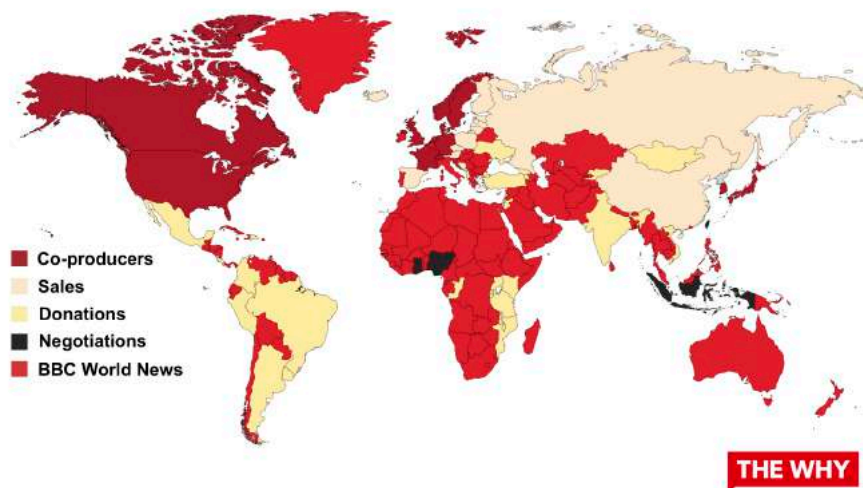 Co-producers
Sales
Donations
Negotiations
BBC World News
THE WHY